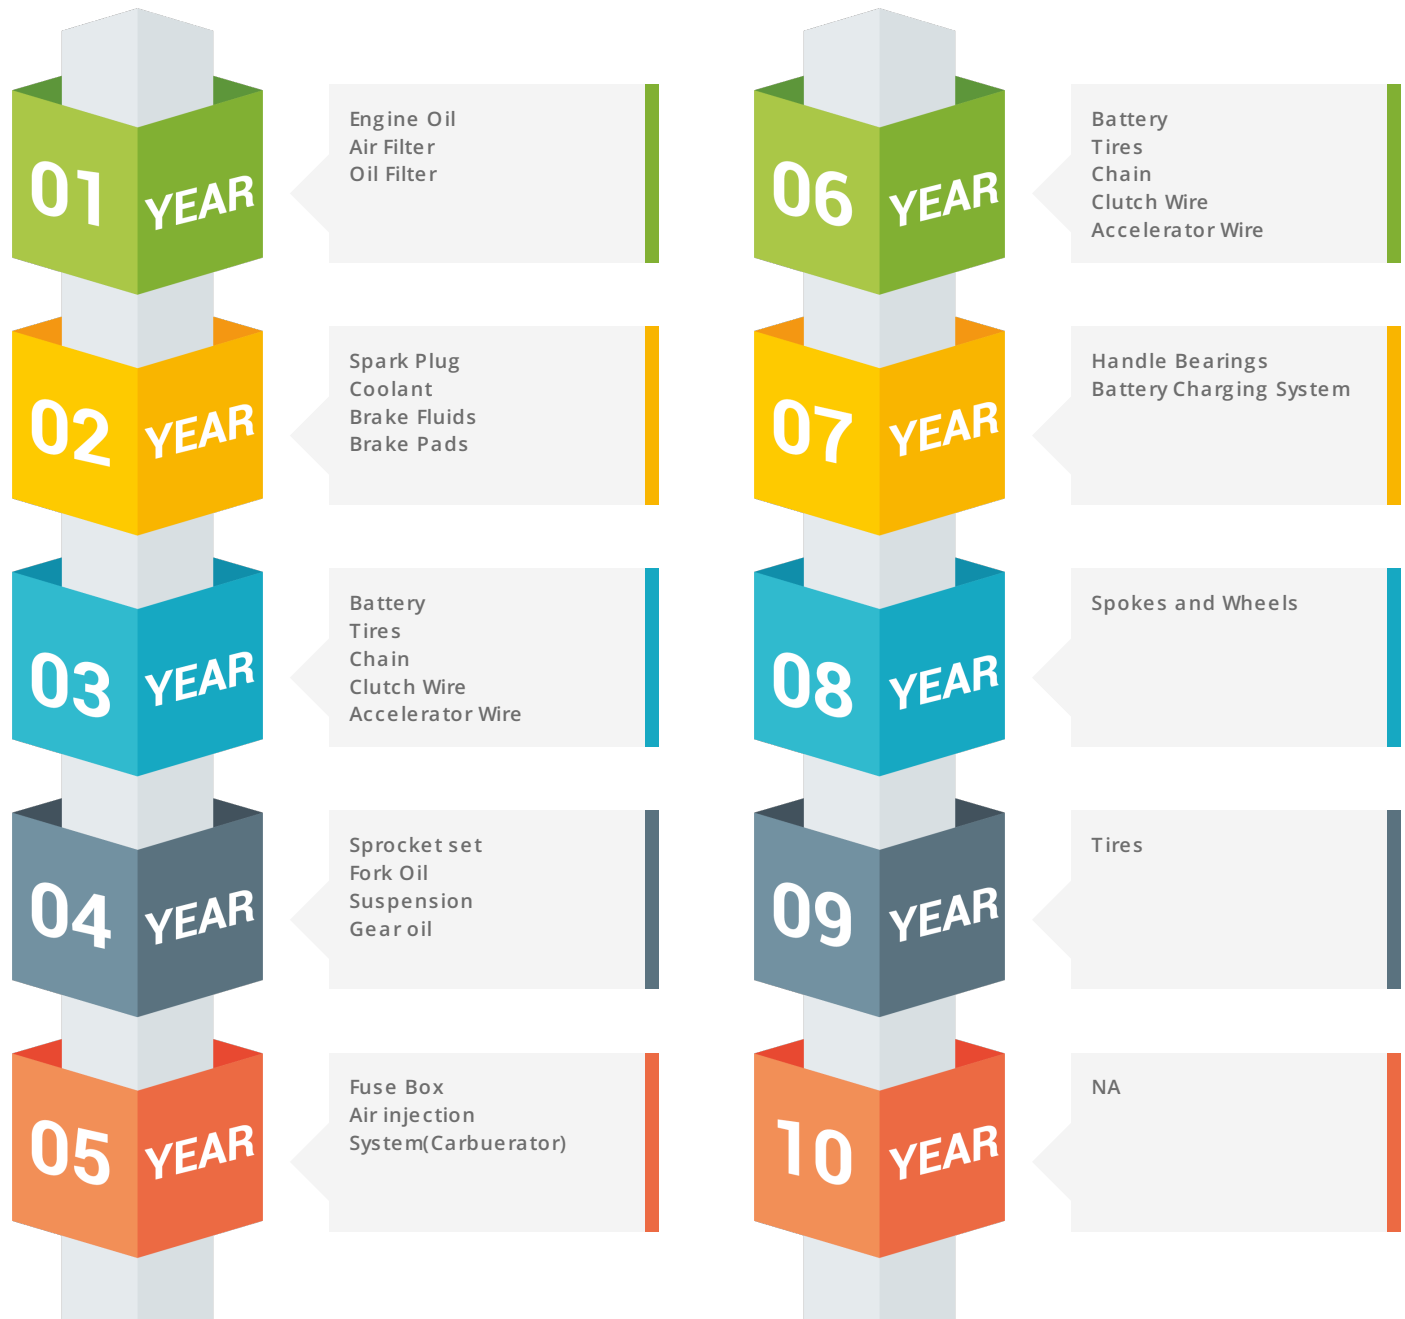 01 YEAR
Engine Oil
Air Filter
Oil Filter
02 YEAR
Spark Plug
Coolant
Brake Fluids
Brake Pads
03 YEAR
Battery
Tires
Chain
Clutch Wire
Accelerator Wire
04 YEAR
Sprocket set
Fork Oil
Suspension
Gear oil
05 YEAR
Fuse Box
Air injection
System(Carbuerator)
06 YEAR
Battery
Tires
Chain
Clutch Wire
Accelerator Wire
07 YEAR
Handle Bearings
Battery Charging System
08 YEAR
Spokes and Wheels
09 YEAR
Tires
10 YEAR
NA